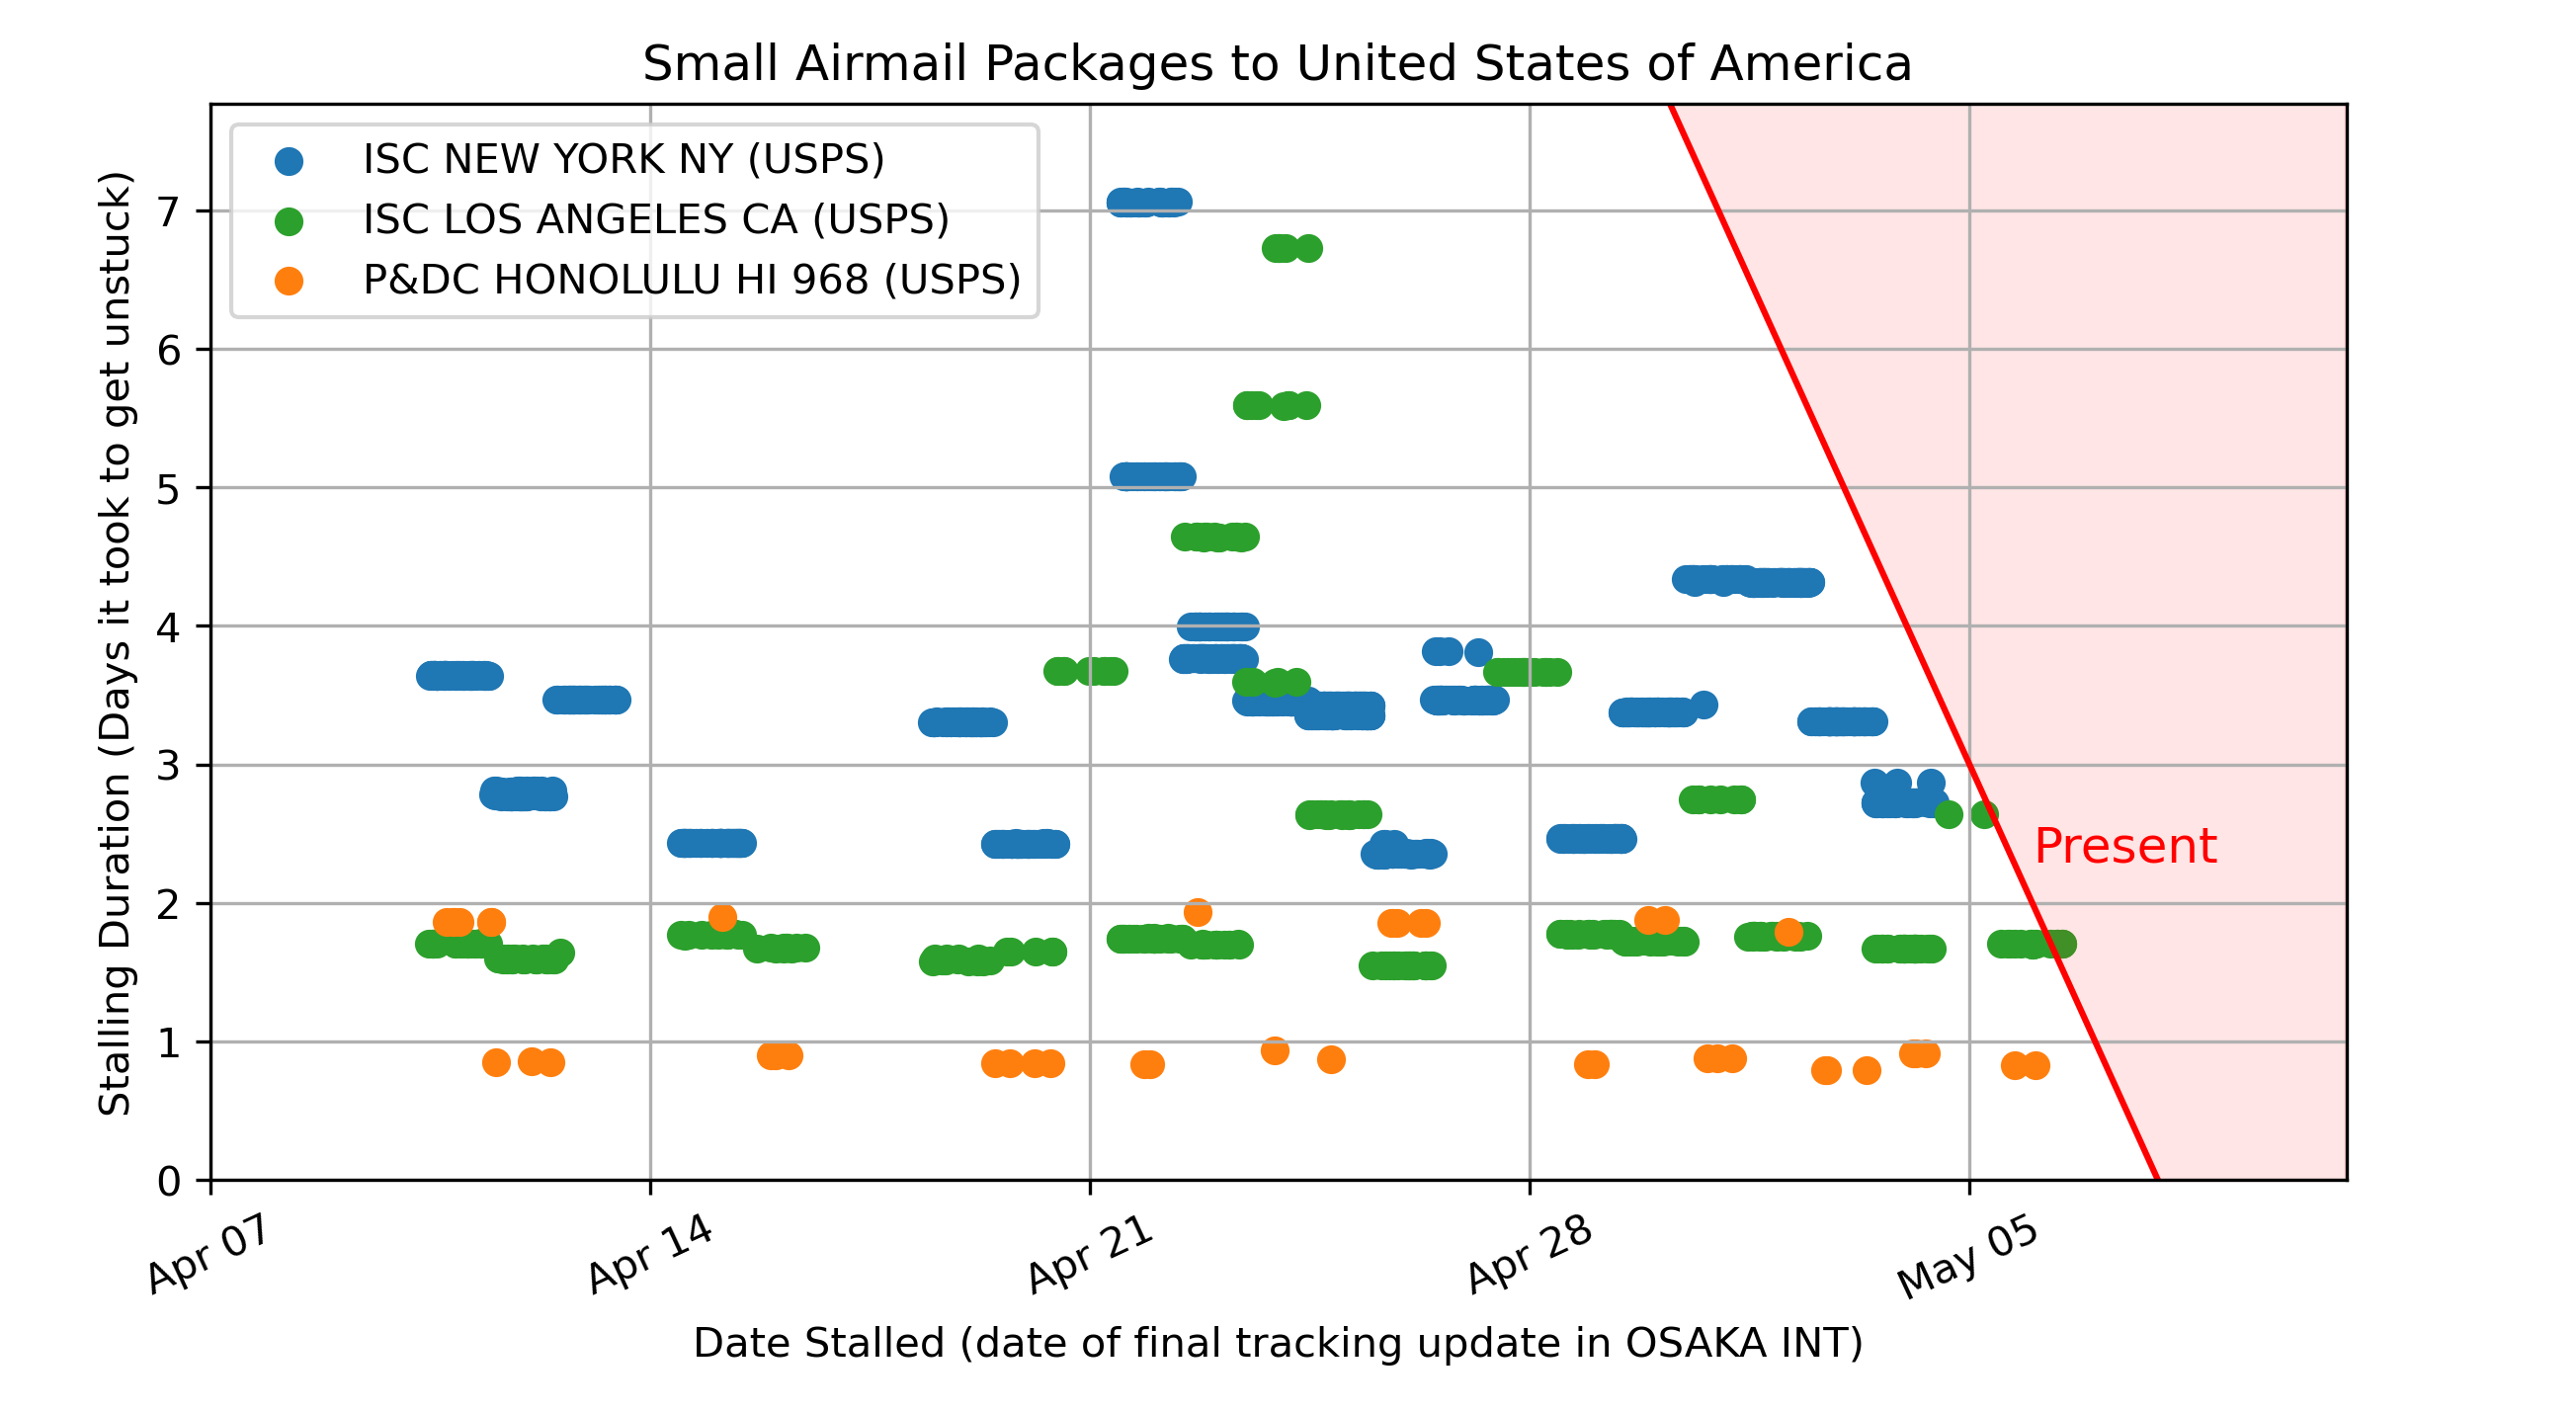 Small Airmail Packages to United States of America
ISC NEW YORK NY (USPS)
ISC LOS ANGELES CA (USPS)
P&DC HONOLULU HI 968 (USPS)
Stalling Duration (Days it took to get unstuck)
7
6
5
4
3
2
1
0
Present
Apr 07
Apr 14
Apr 21
Apr 28
May 05
Date Stalled (date of final tracking update in OSAKA INT)